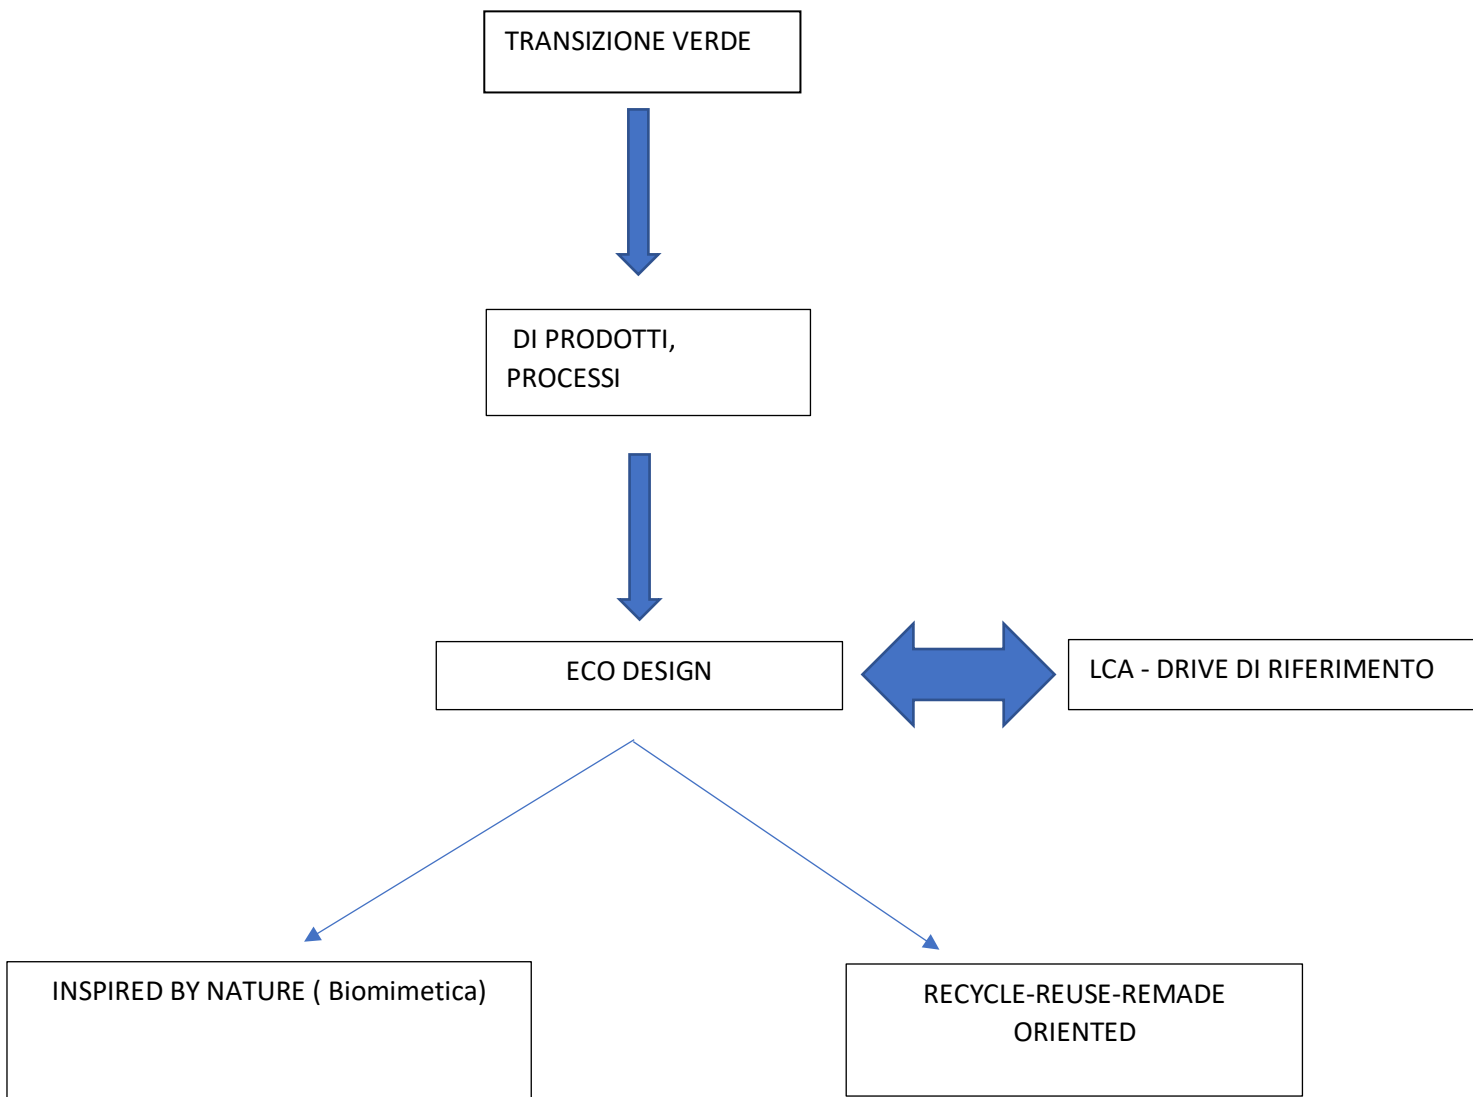 TRANSIZIONE VERDE
DI PRODOTTI,
PROCESSI
ECO DESIGN
LCA - DRIVE DI RIFERIMENTO
INSPIRED BY NATURE ( Biomimetica)
RECYCLE-REUSE-REMADE
ORIENTED